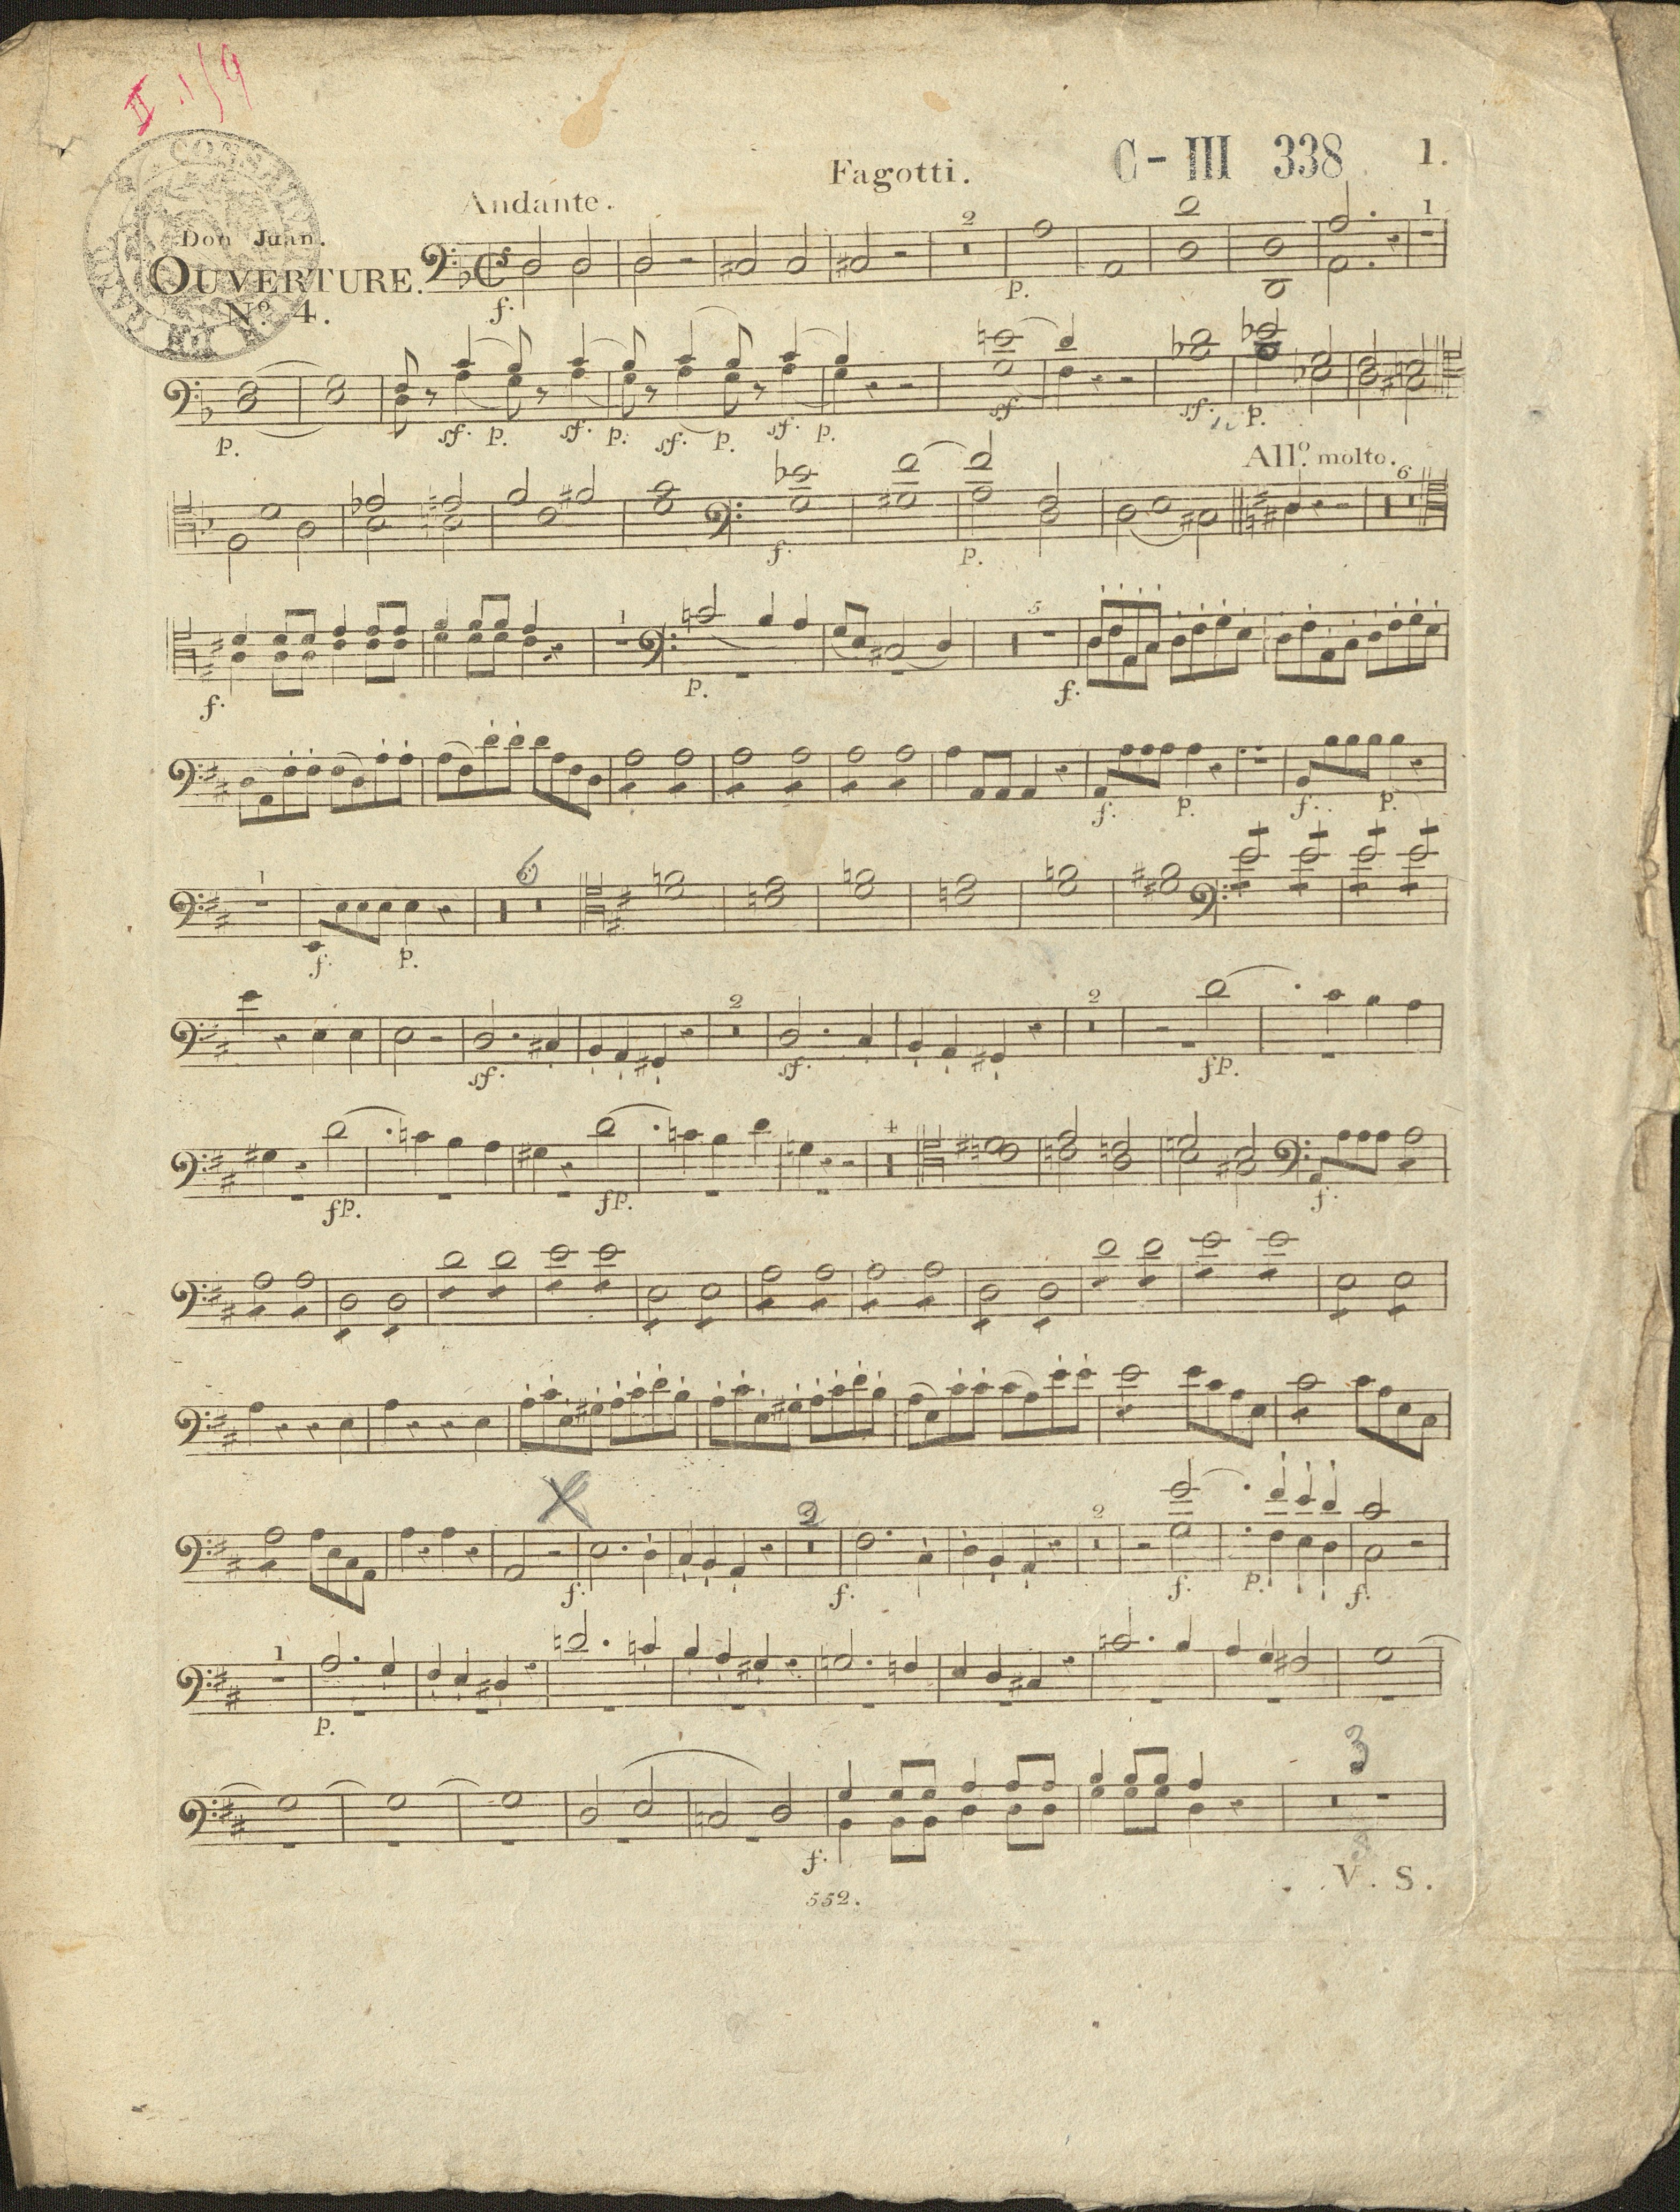 II.1/9
Fagotti.
C - III 338
1.
Andante.
Don Juan.
OUVERTURE.
Nº. 4.
2
1
f.
p.
p.
sf. p. sf. p. sf. p. sf. p.
sf.
sf. p.
All.º molto.
6
f.
p.
1
5
f.
p.
f.
f. p.
f. p.
1
6
f. p.
2
2
sf.
sf.
fp.
4
fp.
fp.
f.
2
2
f.
f.
f. p. f.
1
p.
3
f.
552.
V. S.